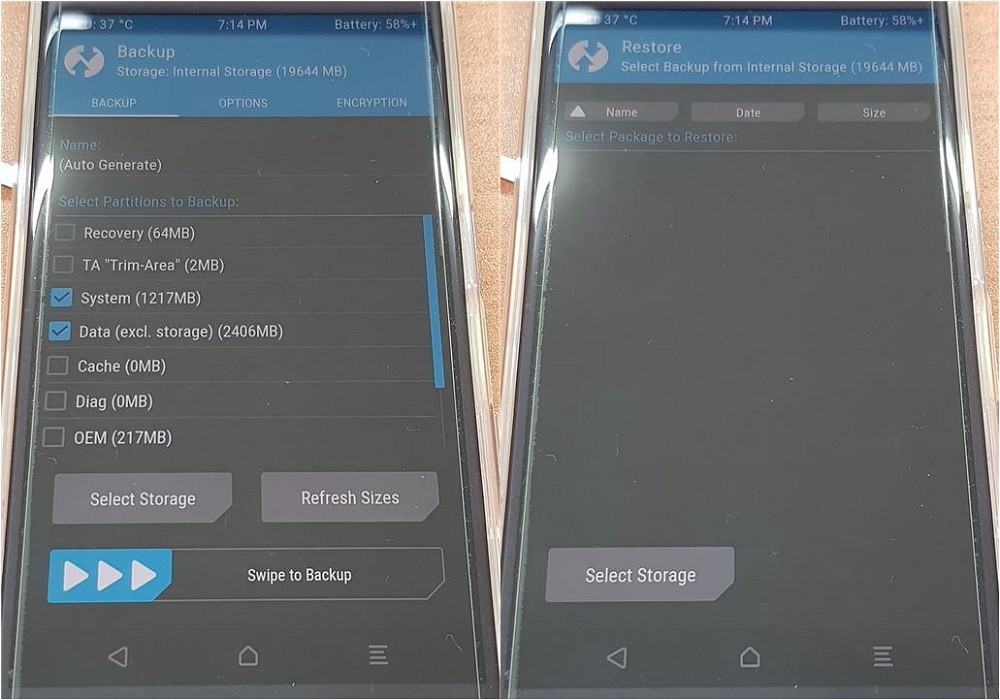 U: 37 °C
7:14 PM
Battery: 58%+
Backup
Storage: Internal Storage (19644 MB)
BACKUP
OPTIONS
ENCRYPTION
Name:
(Auto Generate)
Select Partitions to Backup:
Recovery (64MB)
TA "Trim-Area" (2MB)
System (1217MB)
Data (excl. storage) (2406MB)
Cache (0MB)
Diag (0MB)
OEM (217MB)
Select Storage
Refresh Sizes
Swipe to Backup
U: 37 °C
7:14 PM
Battery: 58%+
Restore
Select Backup from Internal Storage (19644 MB)
Name
Date
Size
Select Package to Restore:
Select Storage